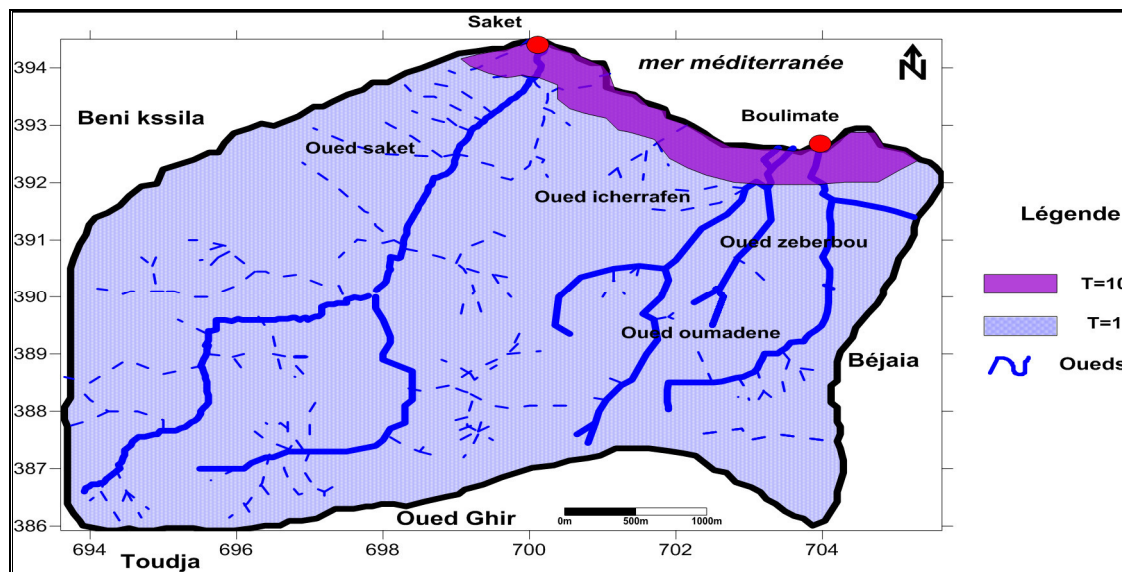 Saket
394
mer méditerranée
N
Beni kssila
393
Boulimate
Oued saket
392
Oued icherrafen
Légende
391
Oued zeberbou
390
T=10
Oued oumadene
T=1
389
Béjaia
Oueds
388
387
Oued Ghir
0m 500m 1000m
386
694 696 698 700 702 704
Toudja